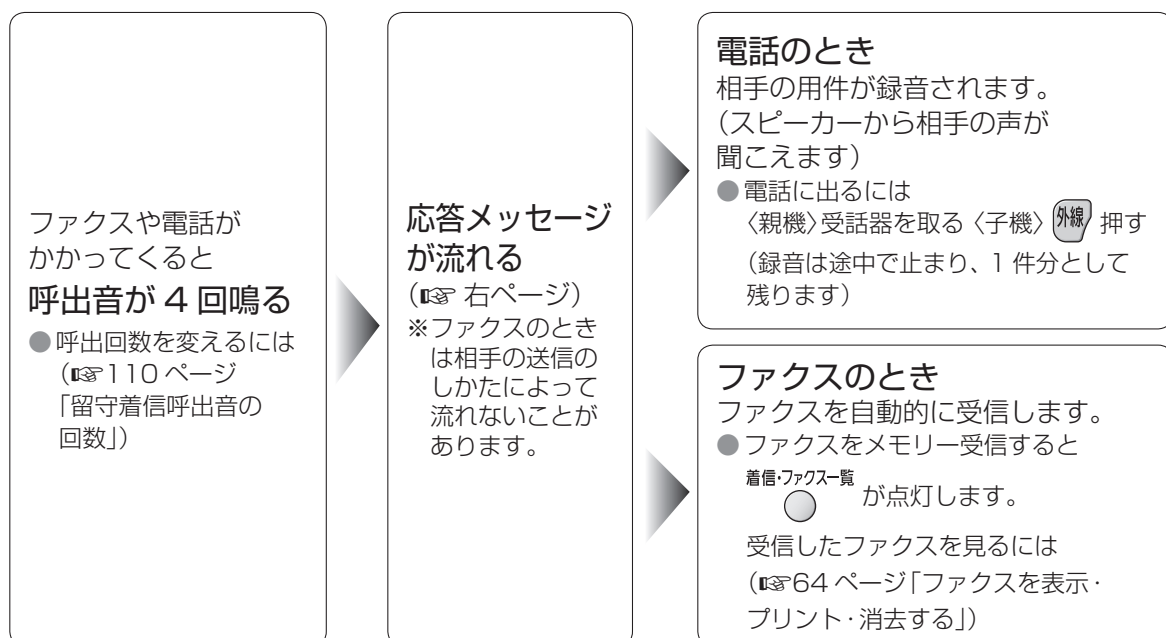 ファクスや電話が
かかってくると
呼出音が 4 回鳴る
●呼出回数を変えるには
(☞110 ページ
「留守着信呼出音の
回数」)
応答メッセージ
が流れる
(☞ 右ページ)
※ファクスのとき
は相手の送信の
しかたによって
流れないことが
あります。
電話のとき
相手の用件が録音されます。
(スピーカーから相手の声が
聞こえます)
●電話に出るには
〈親機〉受話器を取る 〈子機〉 外線 押す
(録音は途中で止まり、1 件分として
残ります)
ファクスのとき
ファクスを自動的に受信します。
●ファクスをメモリー受信すると
着信・ファクス一覧
が点灯します。
受信したファクスを見るには
(☞64 ページ「ファクスを表示・
プリント・消去する」)